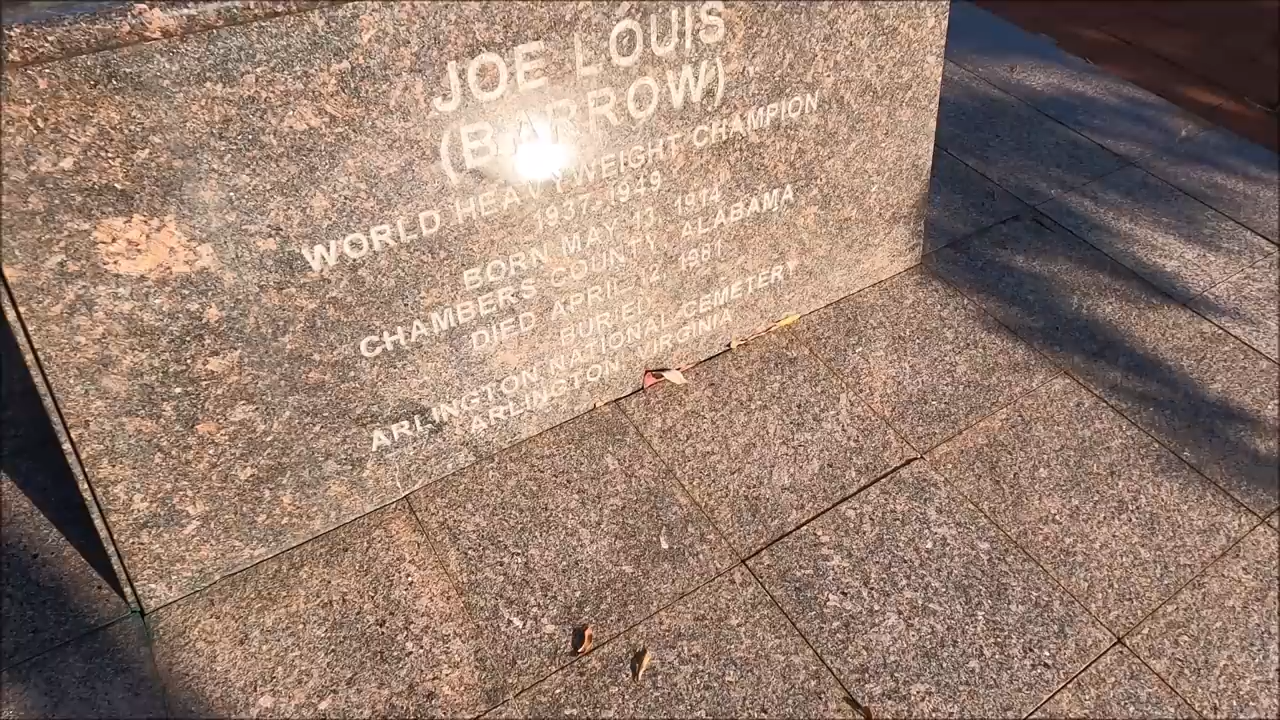 JOE LOUIS
(BARROW)
WORLD HEAVYWEIGHT CHAMPION
1937-1949
BORN MAY 13, 1914
CHAMBERS COUNTY, ALABAMA
DIED APRIL 12, 1981
BURIED
ARLINGTON NATIONAL CEMETERY
ARLINGTON, VIRGINIA